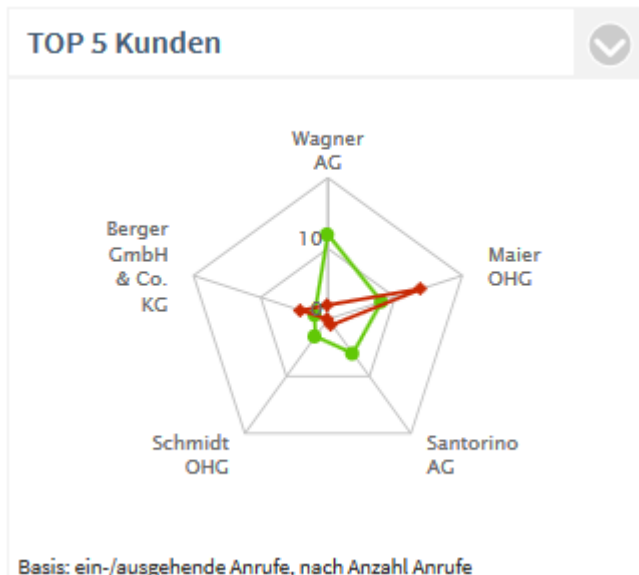 TOP 5 Kunden
Wagner
AG
10
Berger
GmbH
& Co.
KG
Maier
OHG
0
Schmidt
OHG
Santorino
AG
Basis: ein-/ausgehende Anrufe, nach Anzahl Anrufe